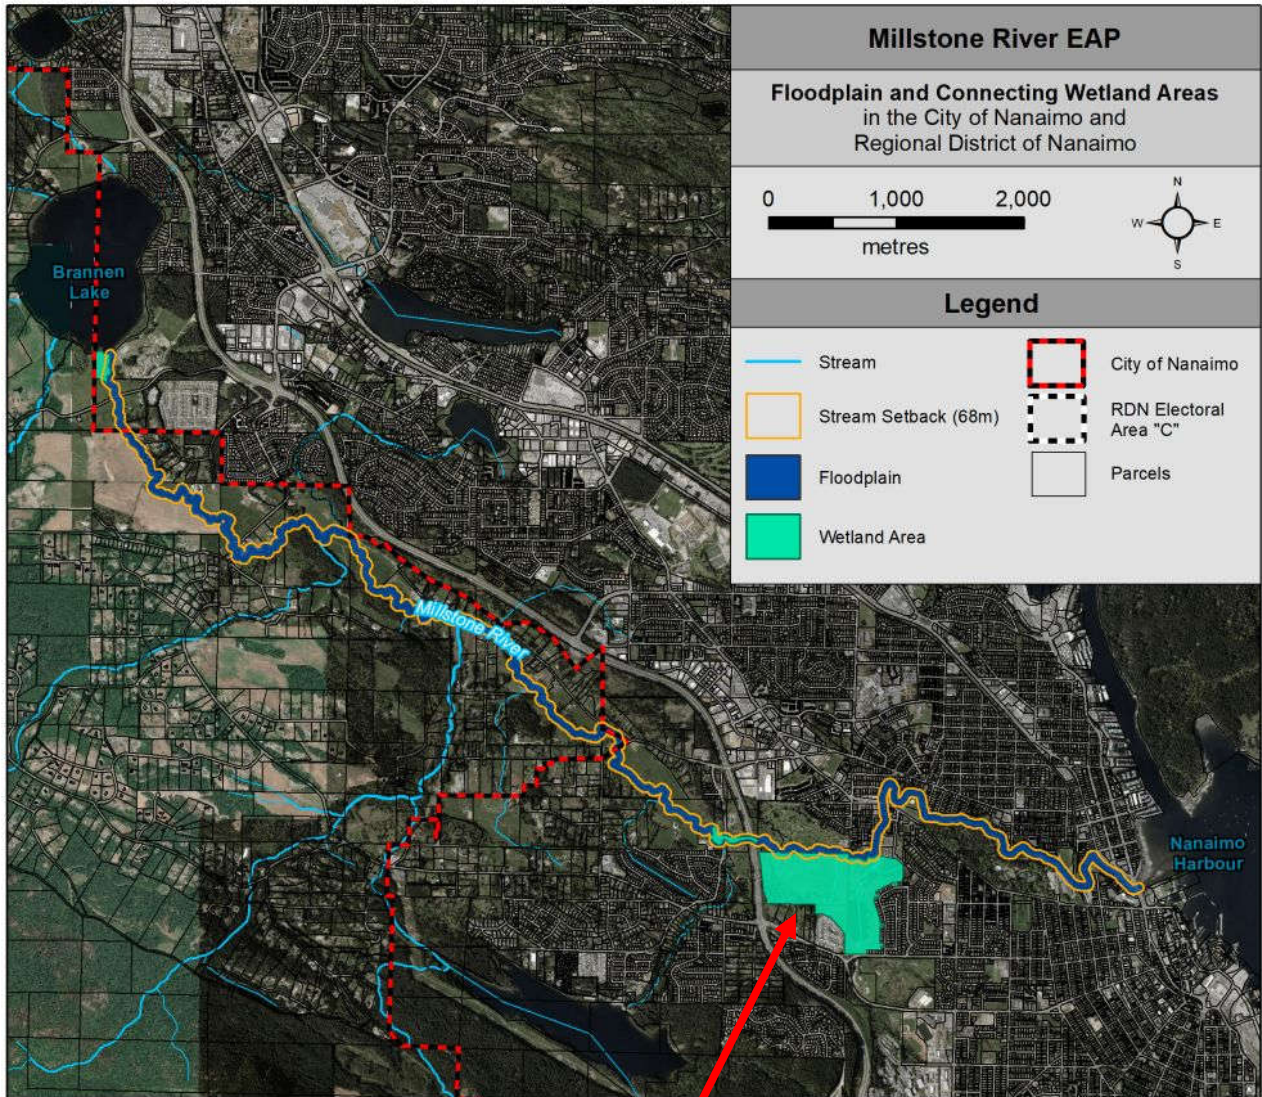 Millstone River EAP
Floodplain and Connecting Wetland Areas
in the City of Nanaimo and
Regional District of Nanaimo
0 1,000 2,000
metres
N
W E
S
Legend
Stream
Stream Setback (68m)
Floodplain
Wetland Area
City of Nanaimo
RDN Electoral
Area "C"
Parcels
Brannen
Lake
Millstone River
Nanaimo
Harbour